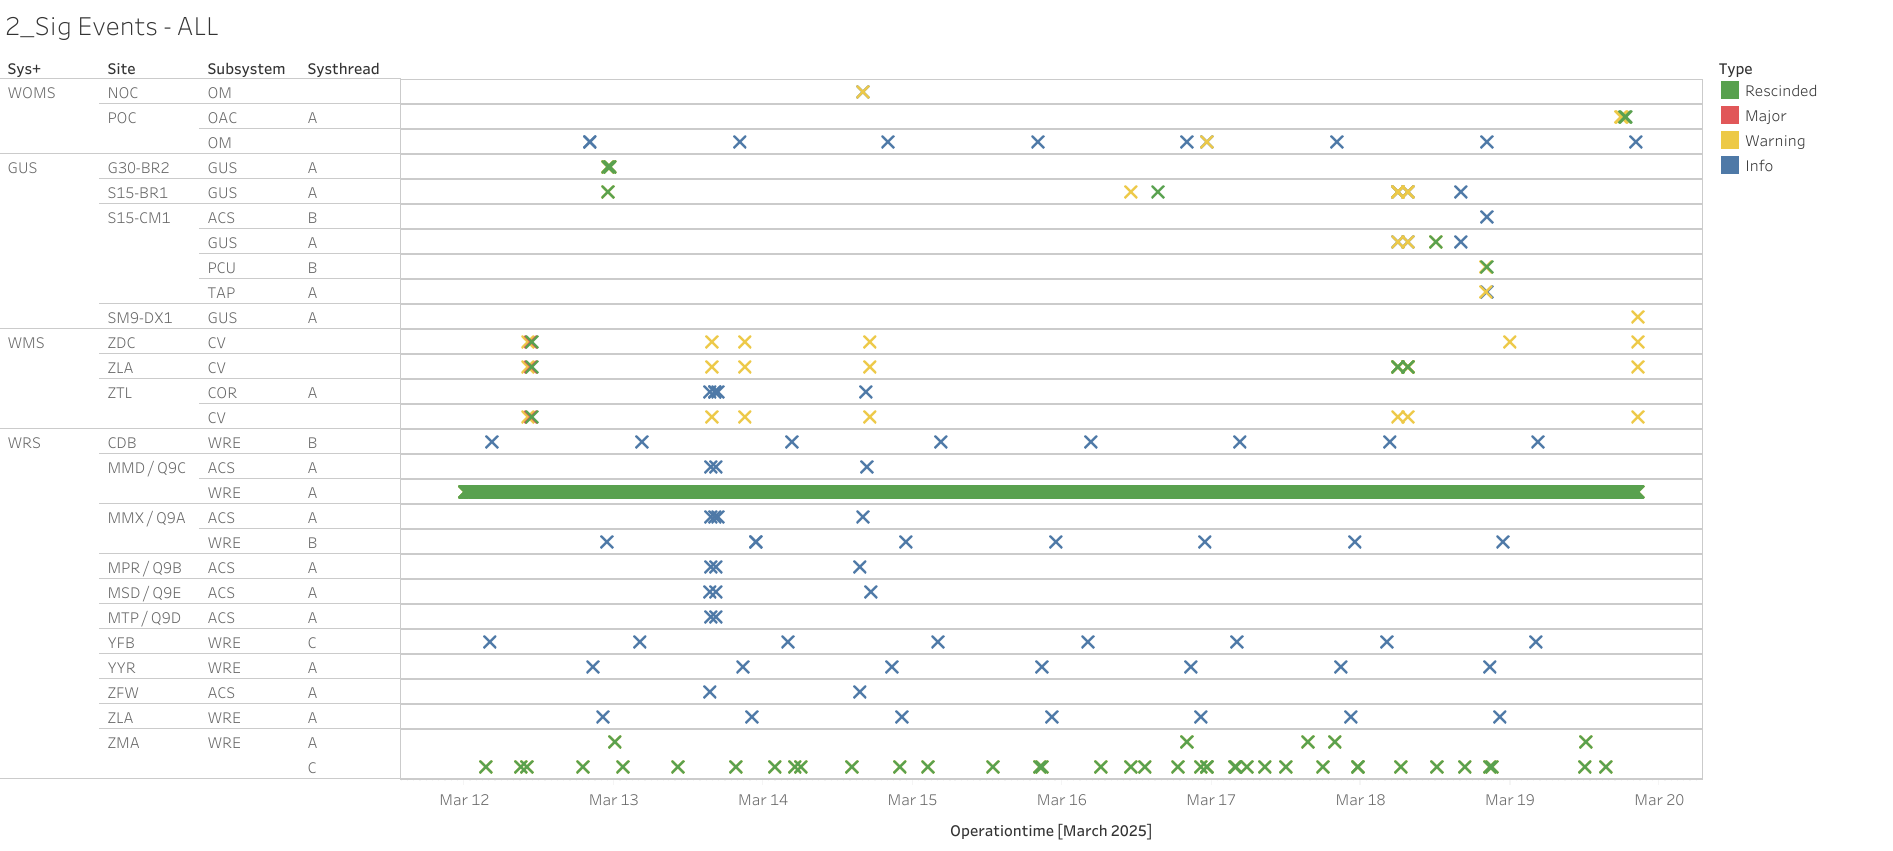 2_Sig Events - ALL
Sys+ Site Subsystem Systhread
Type
WOMS NOC OM
Rescinded
POC OAC A
Major
OM
Warning
GUS G30-BR2 GUS A
Info
S15-BR1 GUS A
S15-CM1 ACS B
GUS A
PCU B
TAP A
SM9-DX1 GUS A
WMS ZDC CV
ZLA CV
ZTL COR A
CV
WRS CDB WRE B
MMD / Q9C ACS A
WRE A
MMX / Q9A ACS A
WRE B
MPR / Q9B ACS A
MSD / Q9E ACS A
MTP / Q9D ACS A
YFB WRE C
YYR WRE A
ZFW ACS A
ZLA WRE A
ZMA WRE A
C
Mar 12 Mar 13 Mar 14 Mar 15 Mar 16 Mar 17 Mar 18 Mar 19 Mar 20
Operationtime [March 2025]